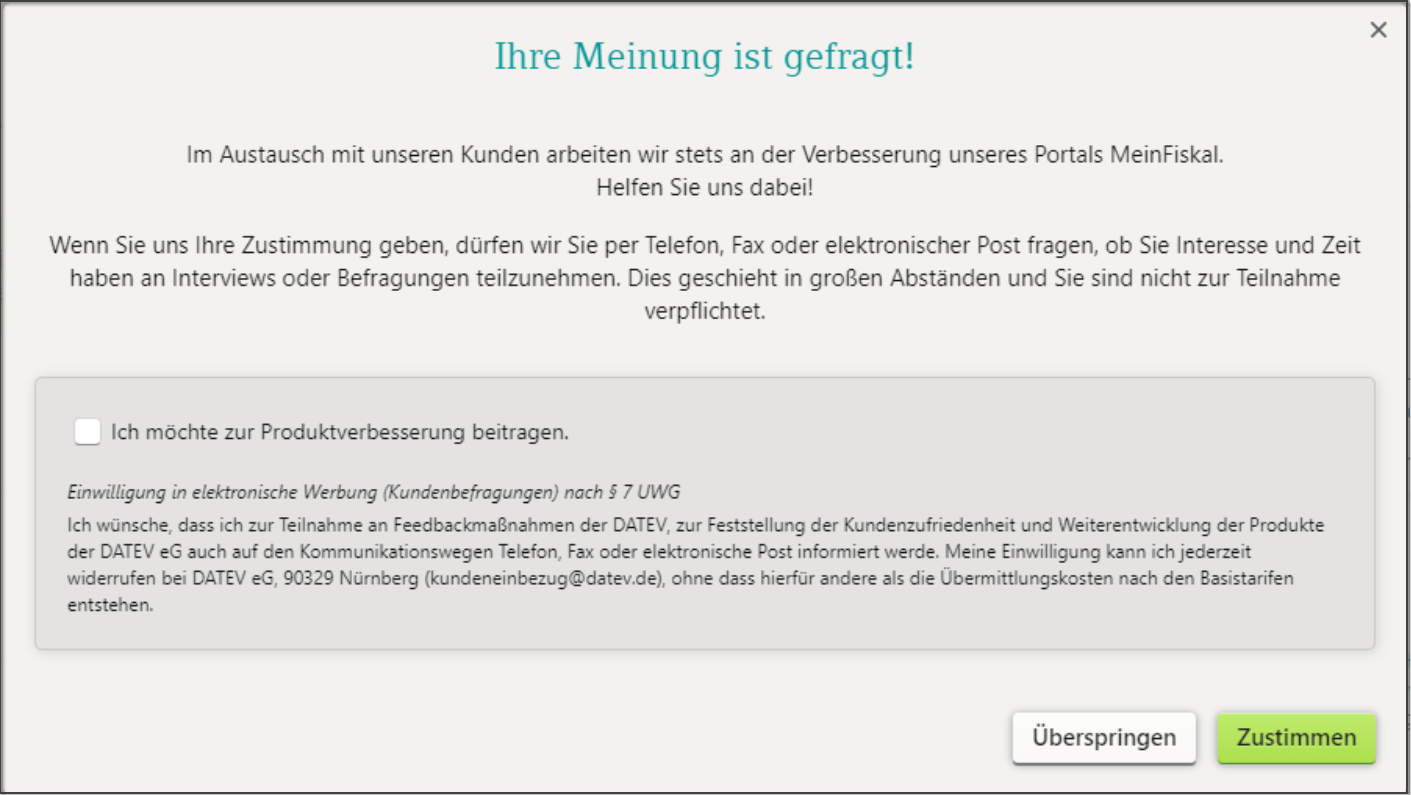 Ihre Meinung ist gefragt!
Im Austausch mit unseren Kunden arbeiten wir stets an der Verbesserung unseres Portals MeinFiskal.
Helfen Sie uns dabei!
Wenn Sie uns Ihre Zustimmung geben, dürfen wir Sie per Telefon, Fax oder elektronischer Post fragen, ob Sie Interesse und Zeit
haben an Interviews oder Befragungen teilzunehmen. Dies geschieht in großen Abständen und Sie sind nicht zur Teilnahme
verpflichtet.
Ich möchte zur Produktverbesserung beitragen.
Einwilligung in elektronische Werbung (Kundenbefragungen) nach § 7 UWG
Ich wünsche, dass ich zur Teilnahme an Feedbackmaßnahmen der DATEV, zur Feststellung der Kundenzufriedenheit und Weiterentwicklung der Produkte
der DATEV eG auch auf den Kommunikationswegen Telefon, Fax oder elektronische Post informiert werde. Meine Einwilligung kann ich jederzeit
widerrufen bei DATEV eG, 90329 Nürnberg (kundeneinbezug@datev.de), ohne dass hierfür andere als die Übermittlungskosten nach den Basistarifen
entstehen.
Überspringen
Zustimmen